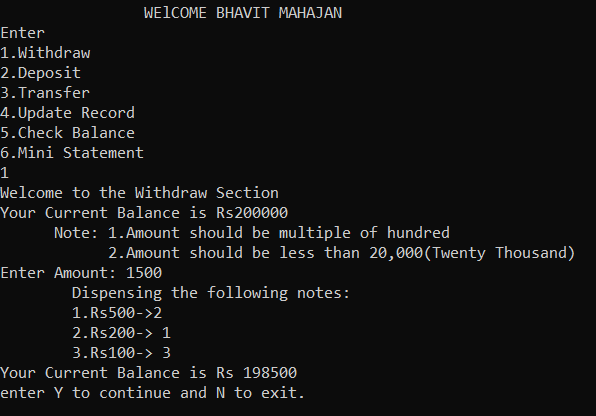 WElCOME BHAVIT MAHAJAN
Enter
1.Withdraw
2.Deposit
3.Transfer
4.Update Record
5.Check Balance
6.Mini Statement
1
Welcome to the Withdraw Section
Your Current Balance is Rs200000
Note: 1.Amount should be multiple of hundred
2.Amount should be less than 20,000(Twenty Thousand)
Enter Amount: 1500
Dispensing the following notes:
1.Rs500->2
2.Rs200-> 1
3.Rs100-> 3
Your Current Balance is Rs 198500
enter Y to continue and N to exit.